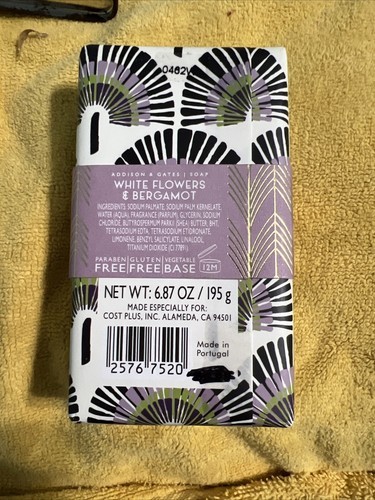 0462V
ADDISON & GATES | SOAP
WHITE FLOWERS
& BERGAMOT
INGREDIENTS: SODIUM PALMATE, SODIUM PALM KERNELATE,
WATER (AQUA), FRAGRANCE (PARFUM), GLYCERIN, SODIUM
CHLORIDE, BUTYROSPERMUM PARKII (SHEA) BUTTER, BHT,
TETRASODIUM EDTA, TETRASODIUM ETIDRONATE,
LIMONENE, BENZYL SALICYLATE, LINALOOL,
TITANIUM DIOXIDE (CI 77891)
PARABEN | GLUTEN | VEGETABLE
FREE | FREE | BASE
12M
NET WT: 6.87 OZ / 195 g
MADE ESPECIALLY FOR:
COST PLUS, INC. ALAMEDA, CA 94501
Made in
Portugal
2576 7520